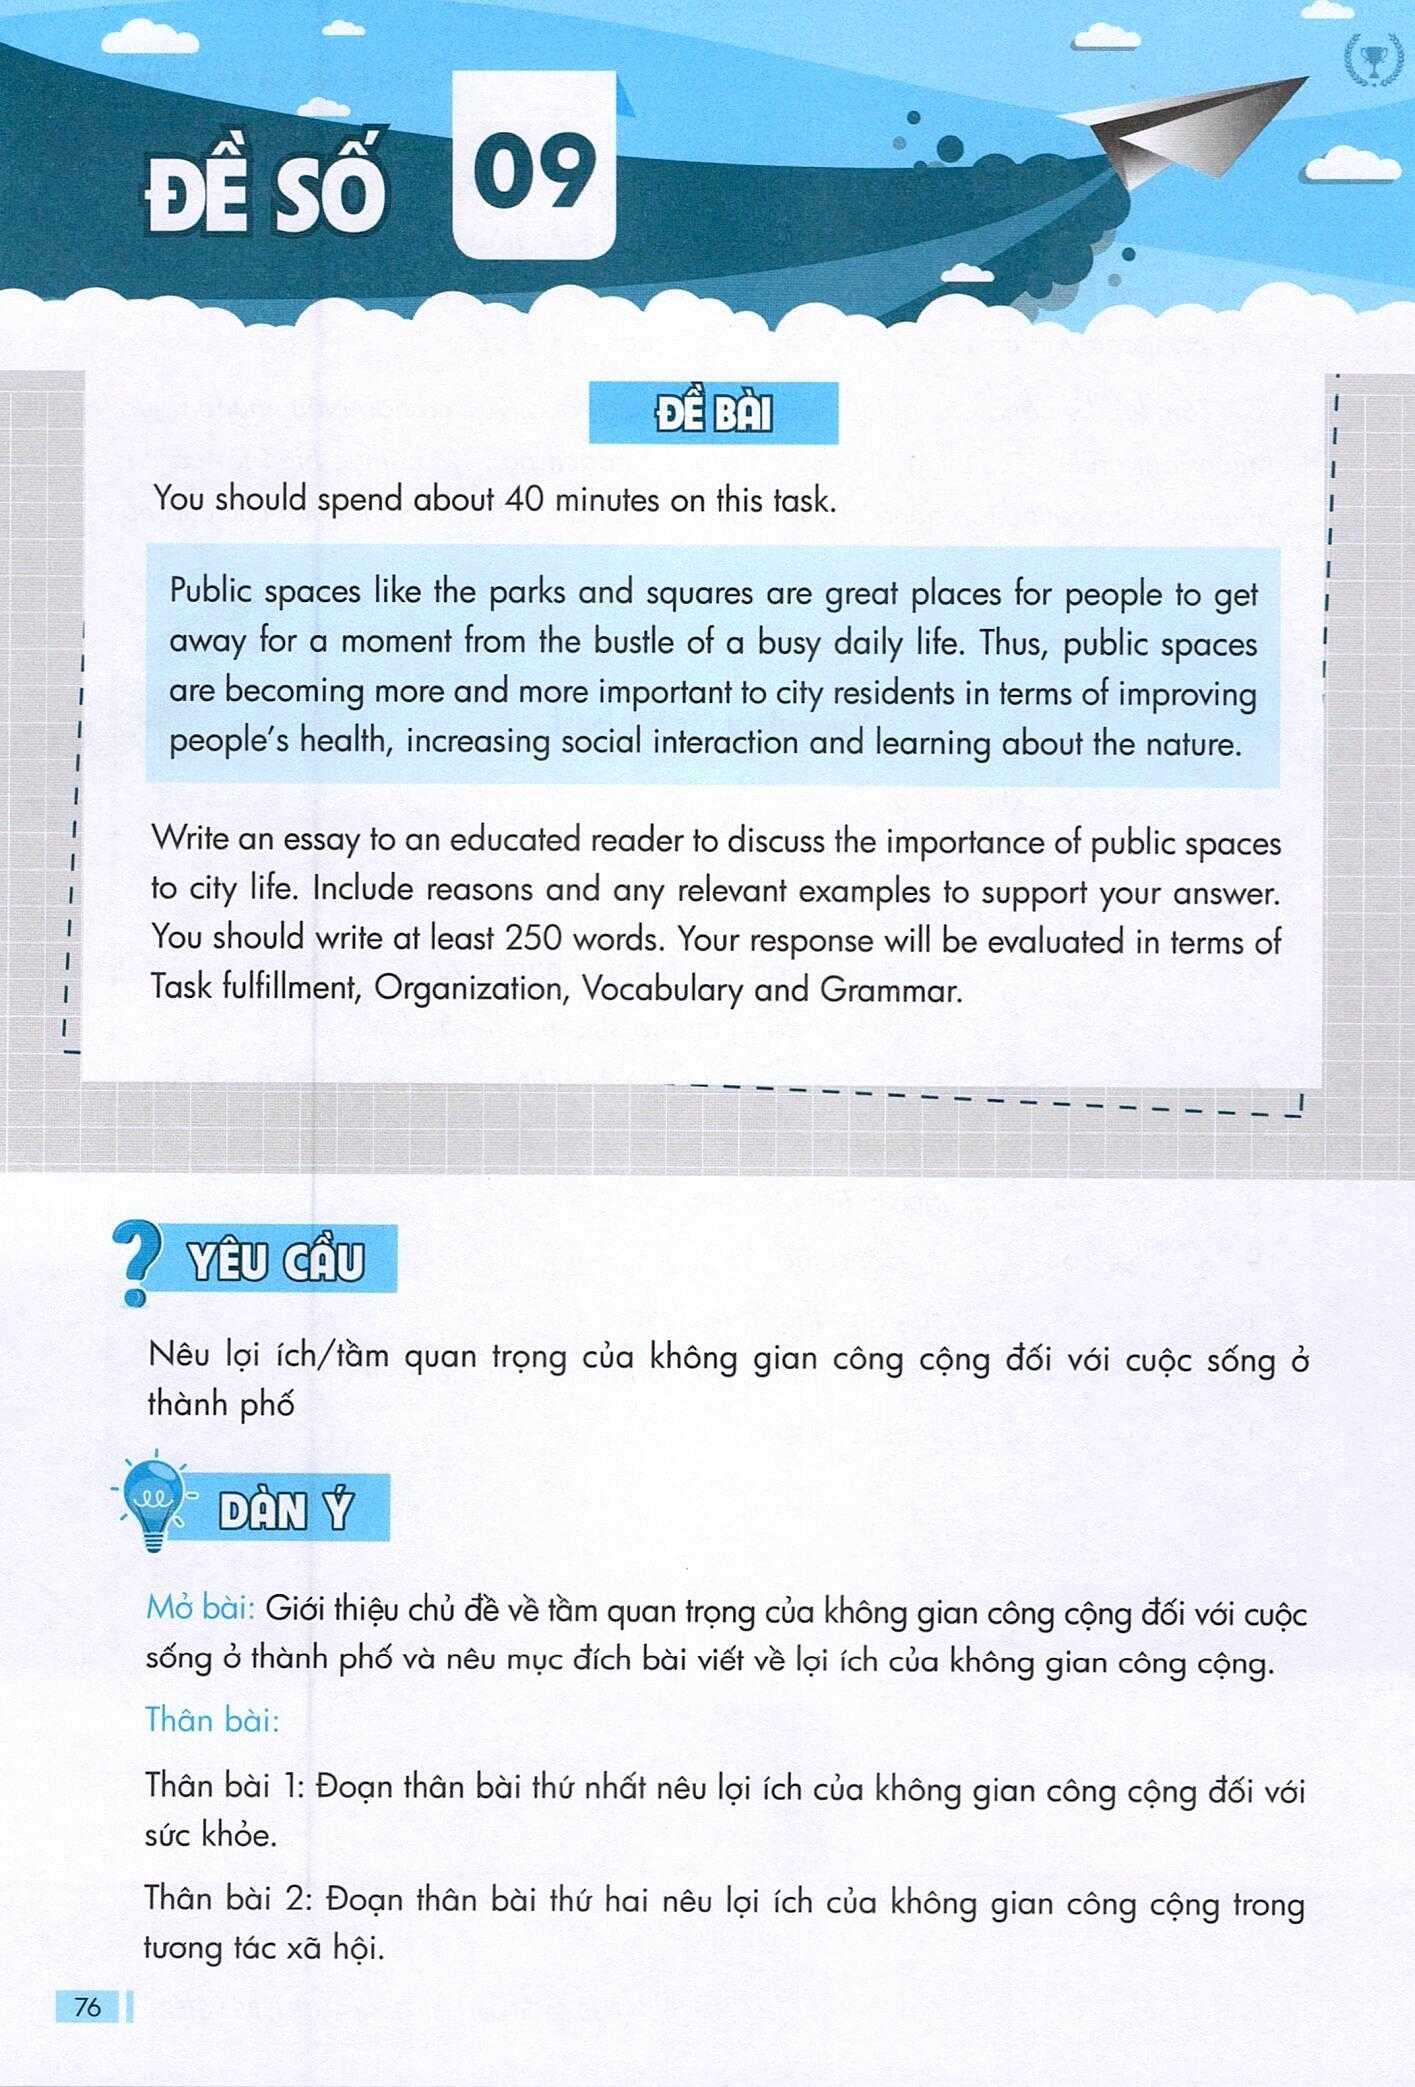 ĐỀ SỐ
09
ĐỀ BÀI
You should spend about 40 minutes on this task.
Public spaces like the parks and squares are great places for people to get
away for a moment from the bustle of a busy daily life. Thus, public spaces
are becoming more and more important to city residents in terms of improving
people's health, increasing social interaction and learning about the nature.
Write an essay to an educated reader to discuss the importance of public spaces
to city life. Include reasons and any relevant examples to support your answer.
You should write at least 250 words. Your response will be evaluated in terms of
Task fulfillment, Organization, Vocabulary and Grammar.
YÊU CẦU
Nêu lợi ích/tầm quan trọng của không gian công cộng đối với cuộc sống ở
thành phố
DÀN Ý
Mở bài: Giới thiệu chủ đề về tầm quan trọng của không gian công cộng đối với cuộc
sống ở thành phố và nêu mục đích bài viết về lợi ích của không gian công cộng.
Thân bài:
Thân bài 1: Đoạn thân bài thứ nhất nêu lợi ích của không gian công cộng đối với
sức khỏe.
Thân bài 2: Đoạn thân bài thứ hai nêu lợi ích của không gian công cộng trong
tương tác xã hội.
76